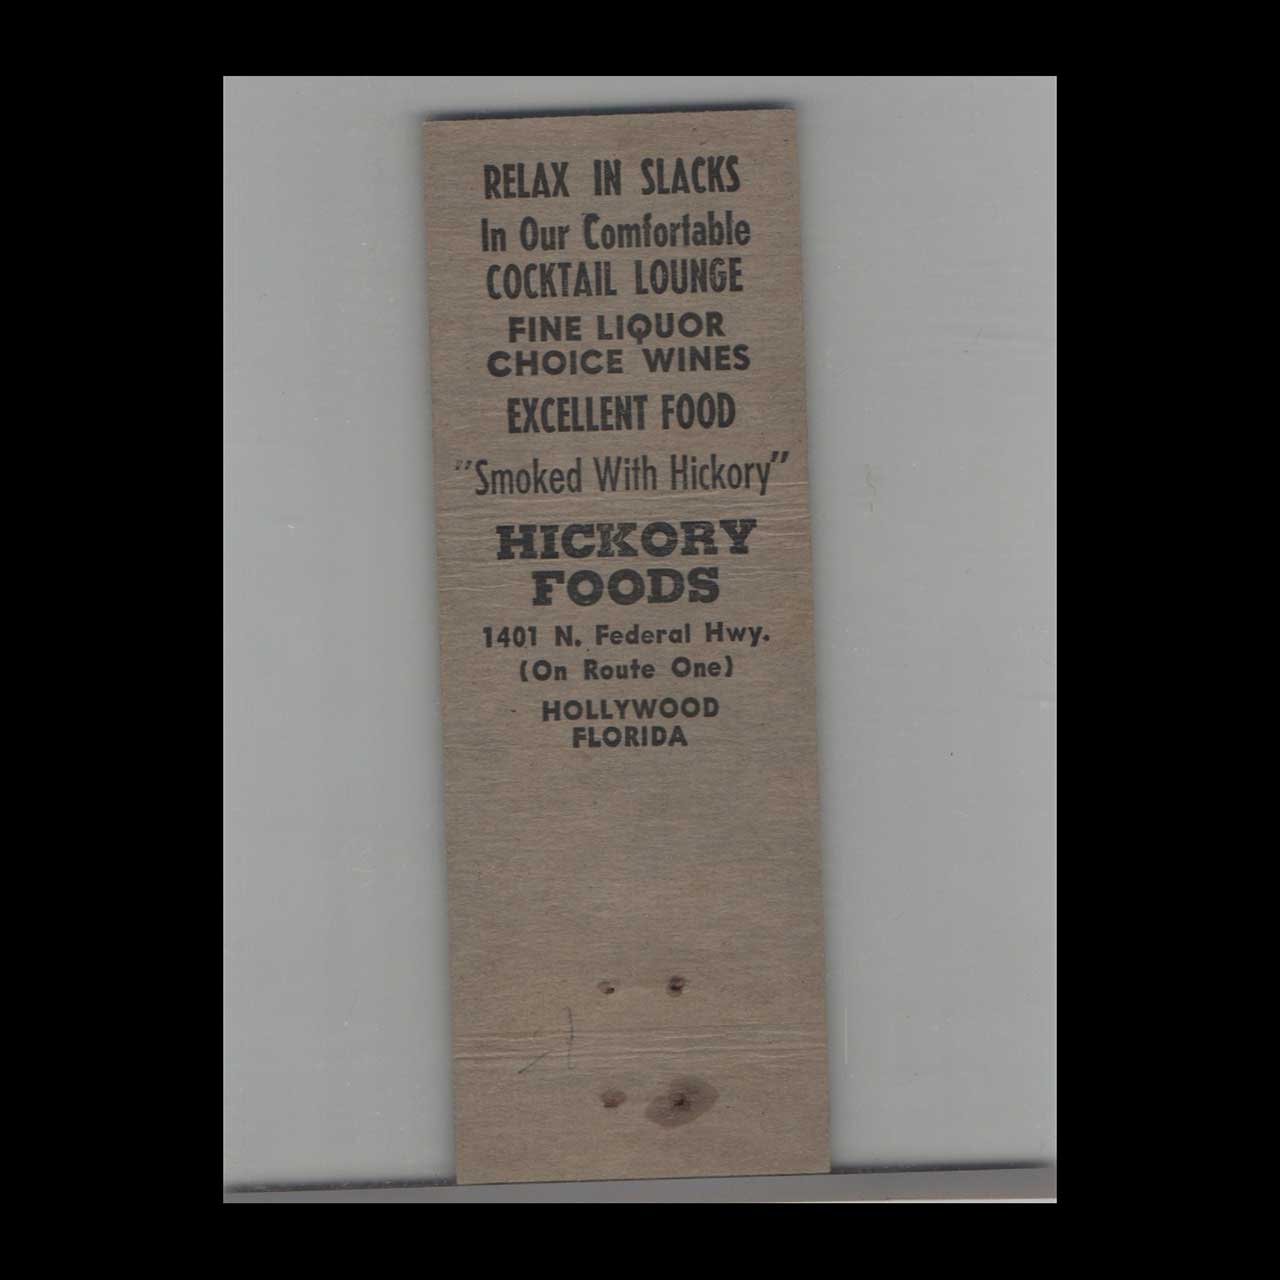 RELAX IN SLACKS
In Our Comfortable
COCKTAIL LOUNGE
FINE LIQUOR
CHOICE WINES
EXCELLENT FOOD
"Smoked With Hickory"
HICKORY
FOODS
1401 N. Federal Hwy.
(On Route One)
HOLLYWOOD
FLORIDA